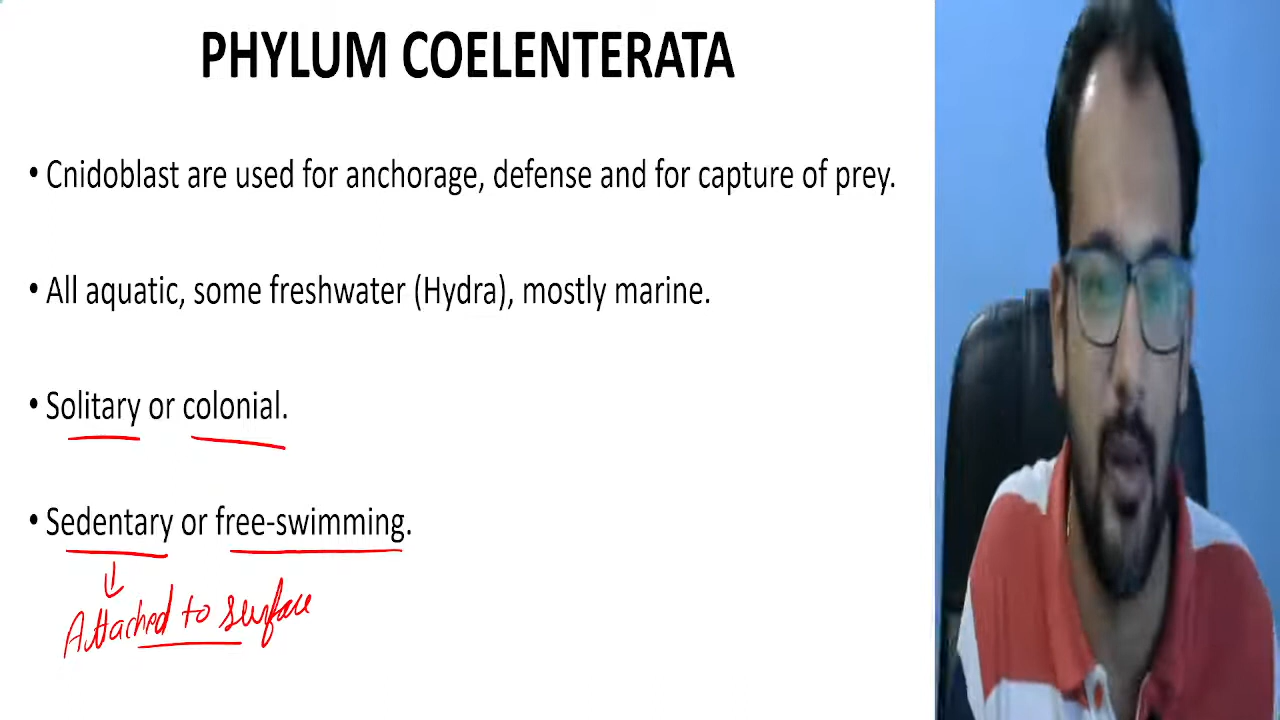 PHYLUM COELENTERATA
• Cnidoblast are used for anchorage, defense and for capture of prey.
• All aquatic, some freshwater (Hydra), mostly marine.
• Solitary or colonial.
• Sedentary or free-swimming.
Attached to surface